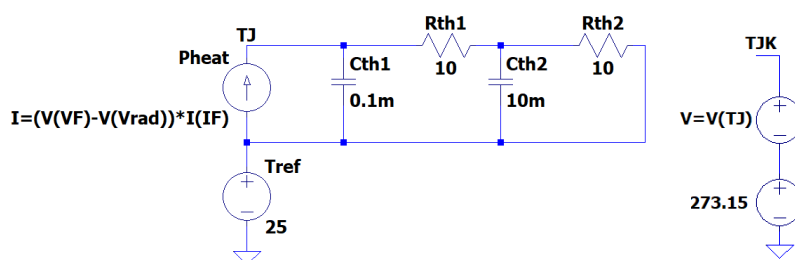 TJ
Rth1
Rth2
TJK
Pheat
Cth1
Cth2
10
10
0.1m
10m
I=(V(VF)-V(Vrad))*I(IF)
V=V(TJ)
Tref
+
−
25
+
−
273.15
+
−